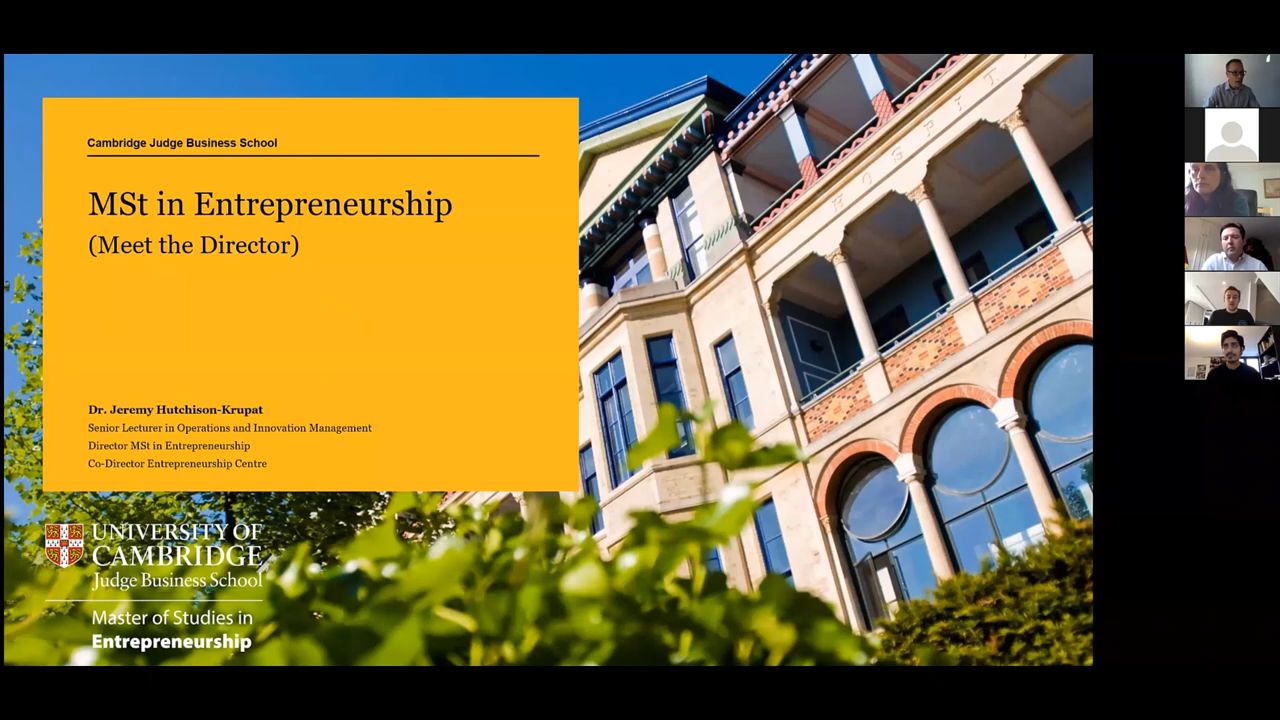 Cambridge Judge Business School
MSt in Entrepreneurship
(Meet the Director)
Dr. Jeremy Hutchison-Krupat
Senior Lecturer in Operations and Innovation Management
Director MSt in Entrepreneurship
Co-Director Entrepreneurship Centre
UNIVERSITY OF
CAMBRIDGE
Judge Business School
Master of Studies in
Entrepreneurship
HOSPIT